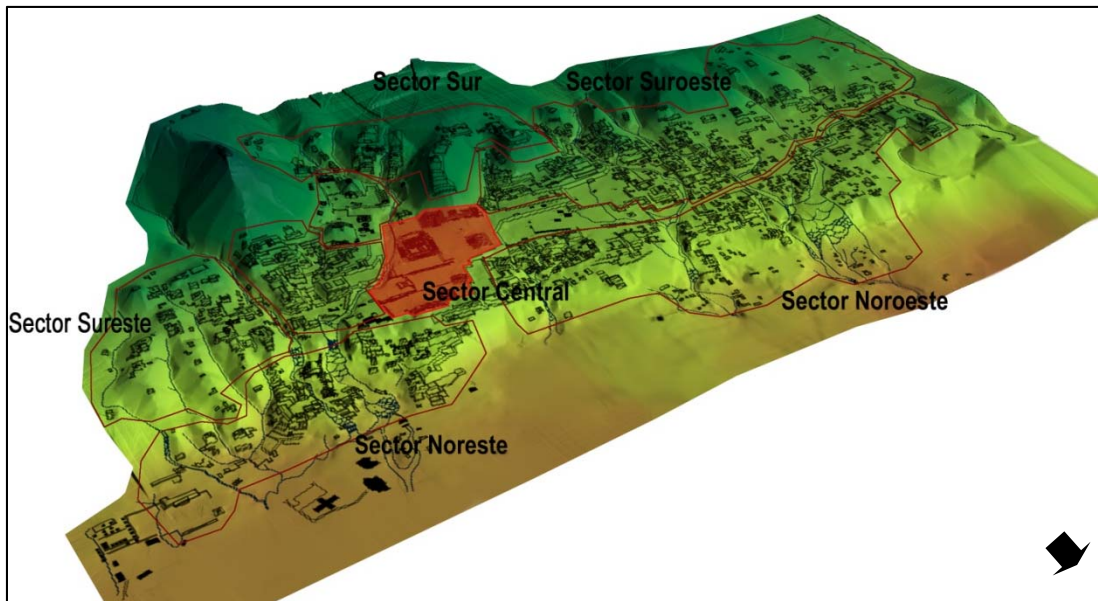 Sector Sur
Sector Suroeste
Sector Central
Sector Noroeste
Sector Sureste
Sector Noreste